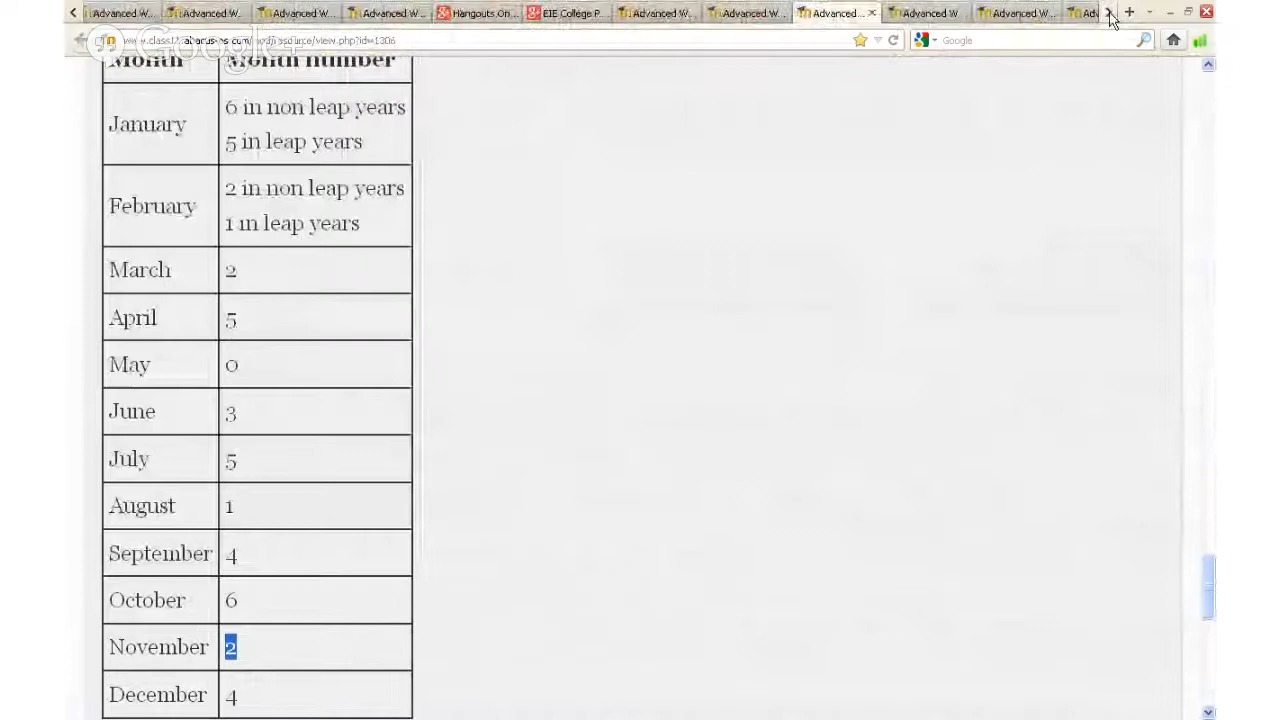 Advanced W... Advanced W... Advanced W... Advanced W... Hangouts On... EIE College P... Advanced W... Advanced W... Advanced ... Advanced W Advanced W... Adv
Google+
Google
Month Month number
January 6 in non leap years
5 in leap years
February 2 in non leap years
1 in leap years
March 2
April 5
May 0
June 3
July 5
August 1
September 4
October 6
November 2
December 4